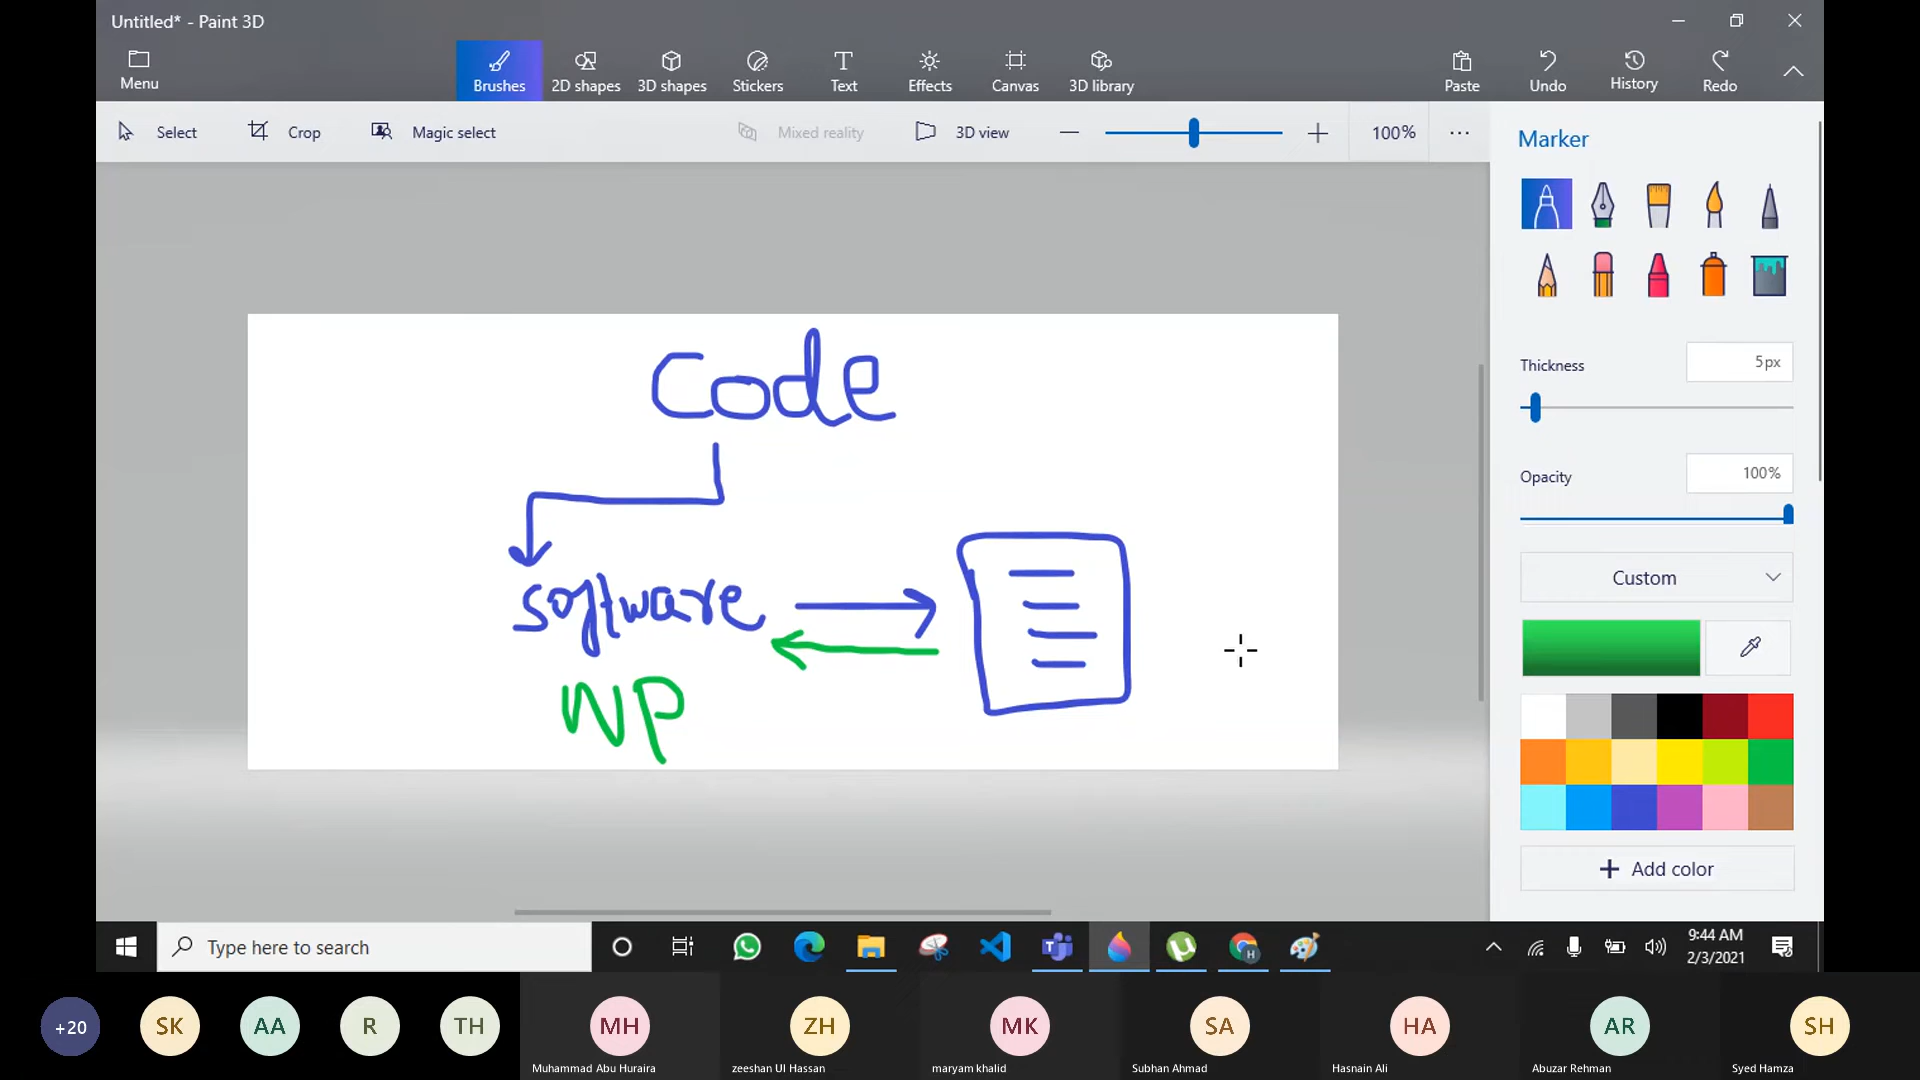 Untitled* - Paint 3D
Menu
Brushes
2D shapes
3D shapes
Stickers
Text
Effects
Canvas
3D library
Paste
Undo
History
Redo
Select
Crop
Magic select
Mixed reality
3D view
100%
Marker
Thickness
5px
Opacity
100%
Custom
Add color
Code
software
WP
Type here to search
9:44 AM
2/3/2021
+20
SK
AA
R
TH
MH
ZH
MK
SA
HA
AR
SH
Muhammad Abu Huraira
zeeshan Ul Hassan
maryam khalid
Subhan Ahmad
Hasnain Ali
Abuzar Rehman
Syed Hamza